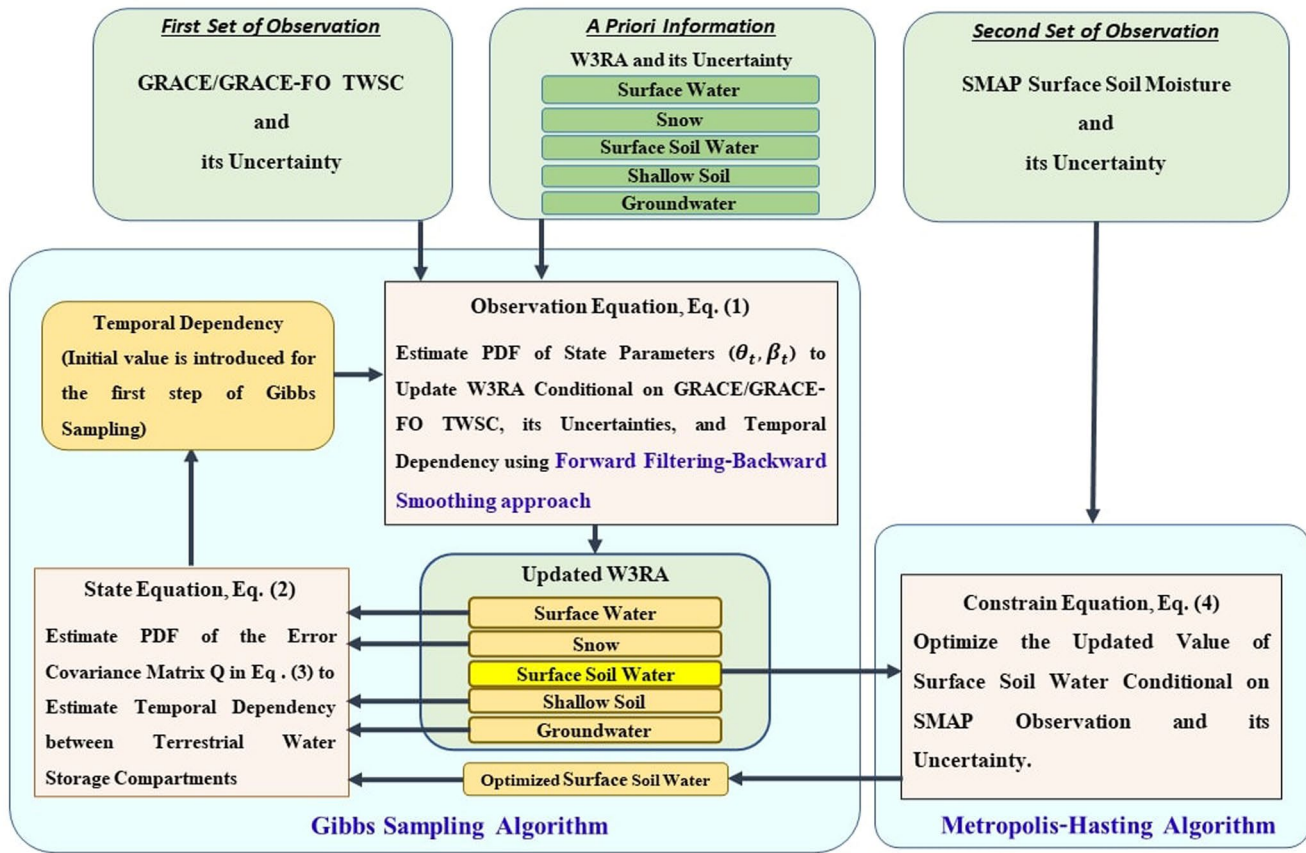 First Set of Observation
GRACE/GRACE-FO TWSC
and
its Uncertainty
A Priori Information
W3RA and its Uncertainty
Surface Water
Snow
Surface Soil Water
Shallow Soil
Groundwater
Second Set of Observation
SMAP Surface Soil Moisture
and
its Uncertainty
Temporal Dependency
(Initial value is introduced for
the first step of Gibbs
Sampling)
Observation Equation, Eq. (1)
Estimate PDF of State Parameters (θₜ, βₜ) to
Update W3RA Conditional on GRACE/GRACE-
FO TWSC, its Uncertainties, and Temporal
Dependency using Forward Filtering-Backward
Smoothing approach
State Equation, Eq. (2)
Estimate PDF of the Error
Covariance Matrix Q in Eq . (3) to
Estimate Temporal Dependency
between Terrestrial Water
Storage Compartments
Updated W3RA
Surface Water
Snow
Surface Soil Water
Shallow Soil
Groundwater
Optimized Surface Soil Water
Gibbs Sampling Algorithm
Constrain Equation, Eq. (4)
Optimize the Updated Value of
Surface Soil Water Conditional on
SMAP Observation and its
Uncertainty.
Metropolis-Hasting Algorithm